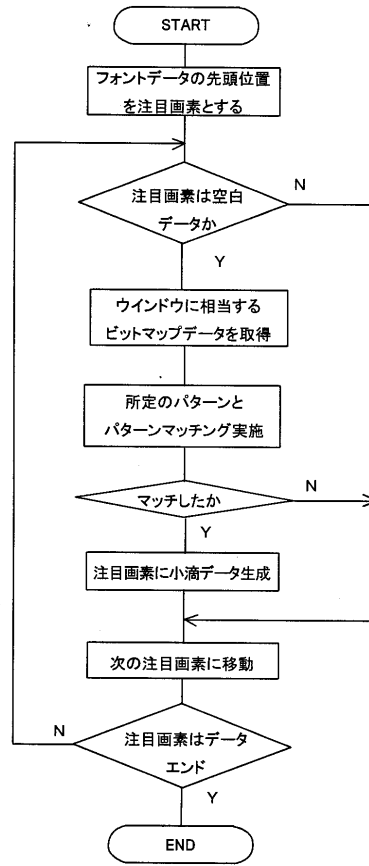 START
フォントデータの先頭位置
を注目画素とする
注目画素は空白
データか
N
Y
ウインドウに相当する
ビットマップデータを取得
所定のパターンと
パターンマッチング実施
マッチしたか
N
Y
注目画素に小滴データ生成
次の注目画素に移動
注目画素はデータ
エンド
N
Y
END